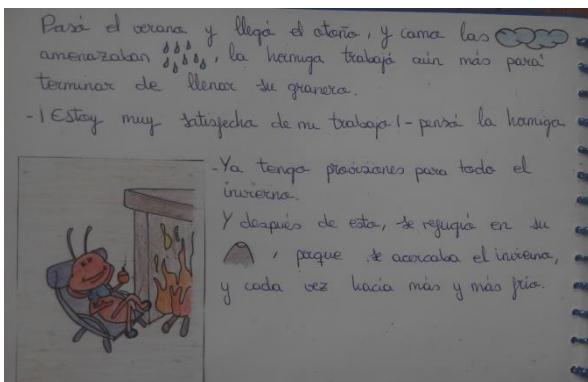 Pasó el verano y llegó el otoño, y como las
amenazaban , la hormiga trabajó aún más para
terminar de llenar su granero.
-¡Estoy muy satisfecha de mi trabajo!- pensó la hormiga
-Ya tengo provisiones para todo el
invierno.
Y después de esto, se refugió en su
, porque se acercaba el invierno,
y cada vez hacía más y más frío.